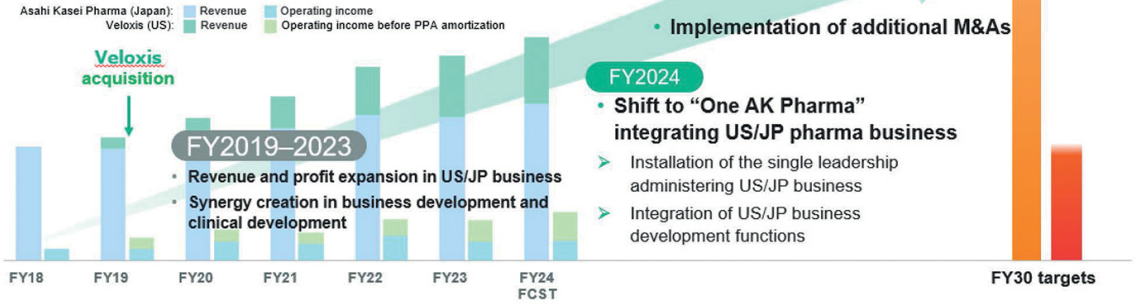 Asahi Kasei Pharma (Japan): Revenue Operating income
Veloxis (US): Revenue Operating income before PPA amortization
Veloxis
acquisition
FY2019–2023
• Revenue and profit expansion in US/JP business
• Synergy creation in business development and
clinical development
• Implementation of additional M&As
FY2024
• Shift to “One AK Pharma”
integrating US/JP pharma business
➢ Installation of the single leadership
administering US/JP business
➢ Integration of US/JP business
development functions
FY18 FY19 FY20 FY21 FY22 FY23 FY24
FCST
FY30 targets